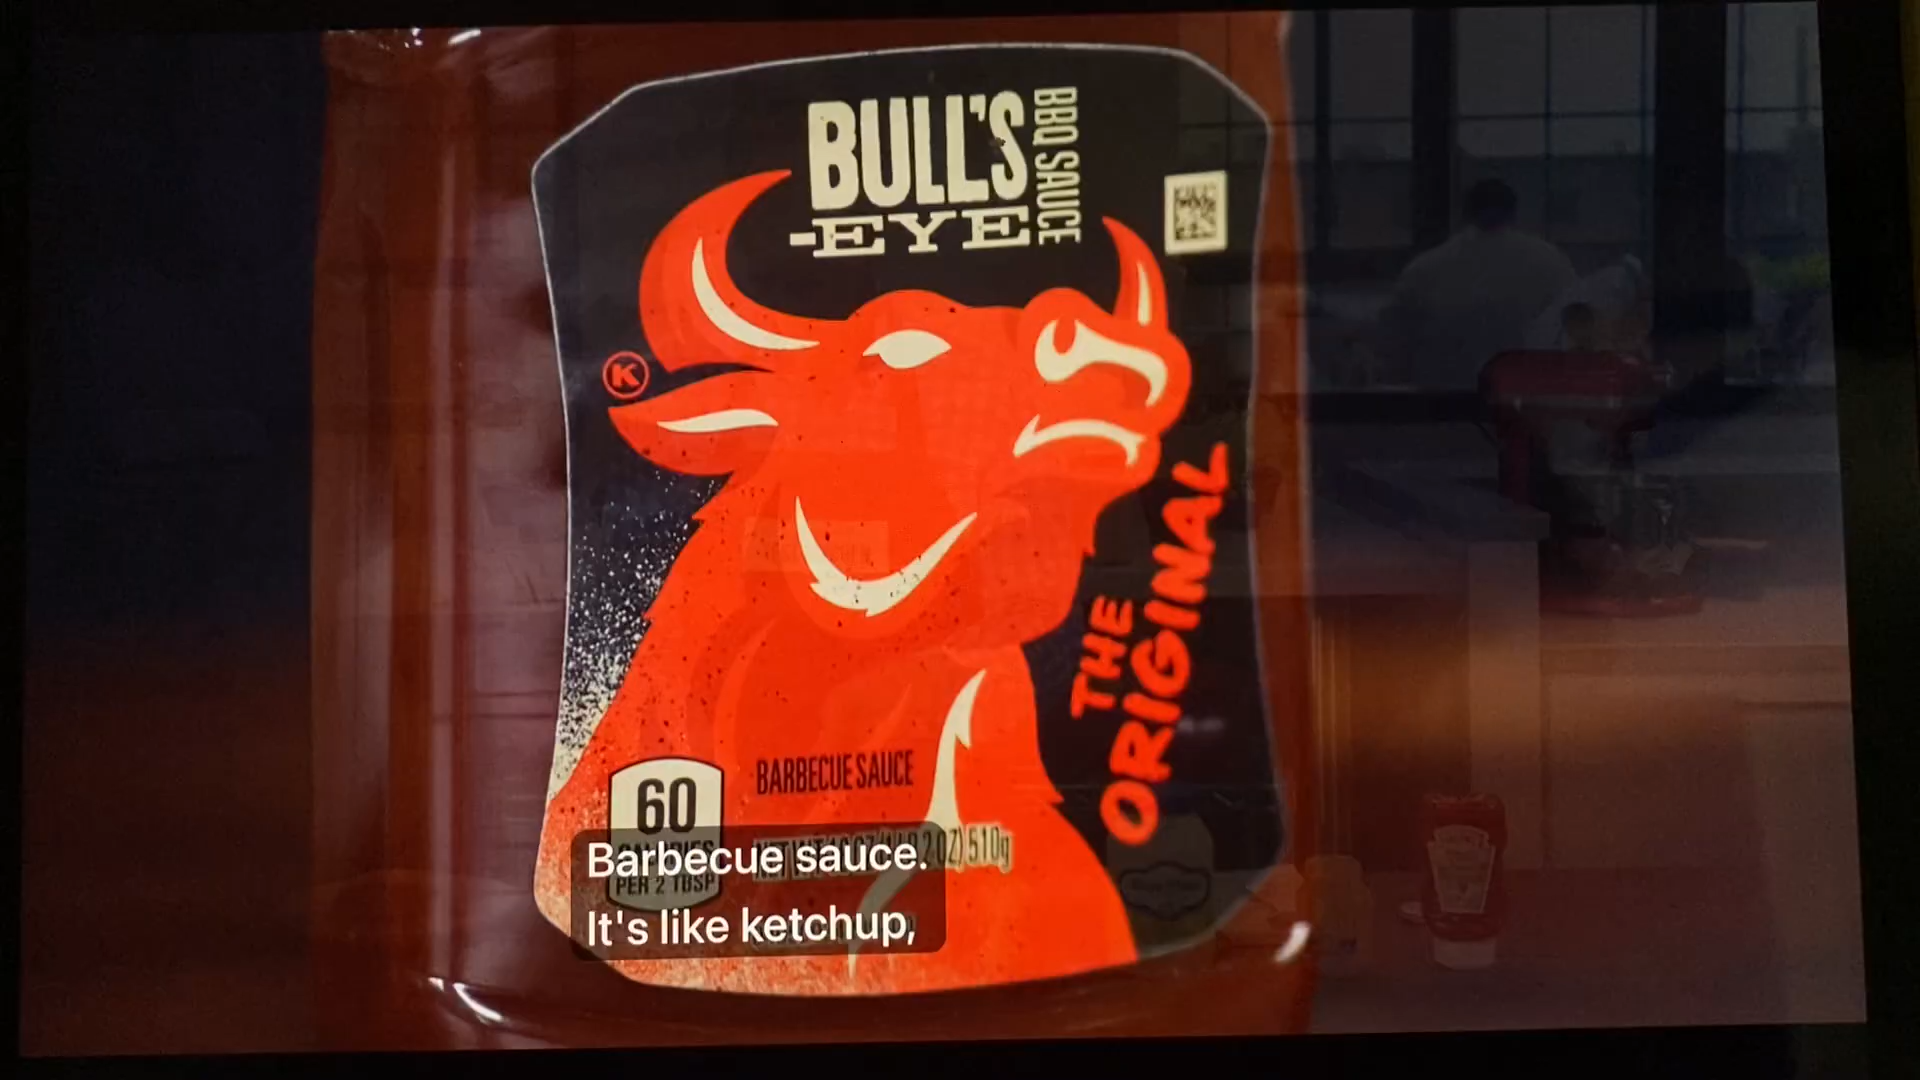 BULL'S
-EYE
BBQ SAUCE
K
THE
ORIGINAL
BARBECUE SAUCE
60
PER 2 TBSP
510g
Barbecue sauce.
It's like ketchup,